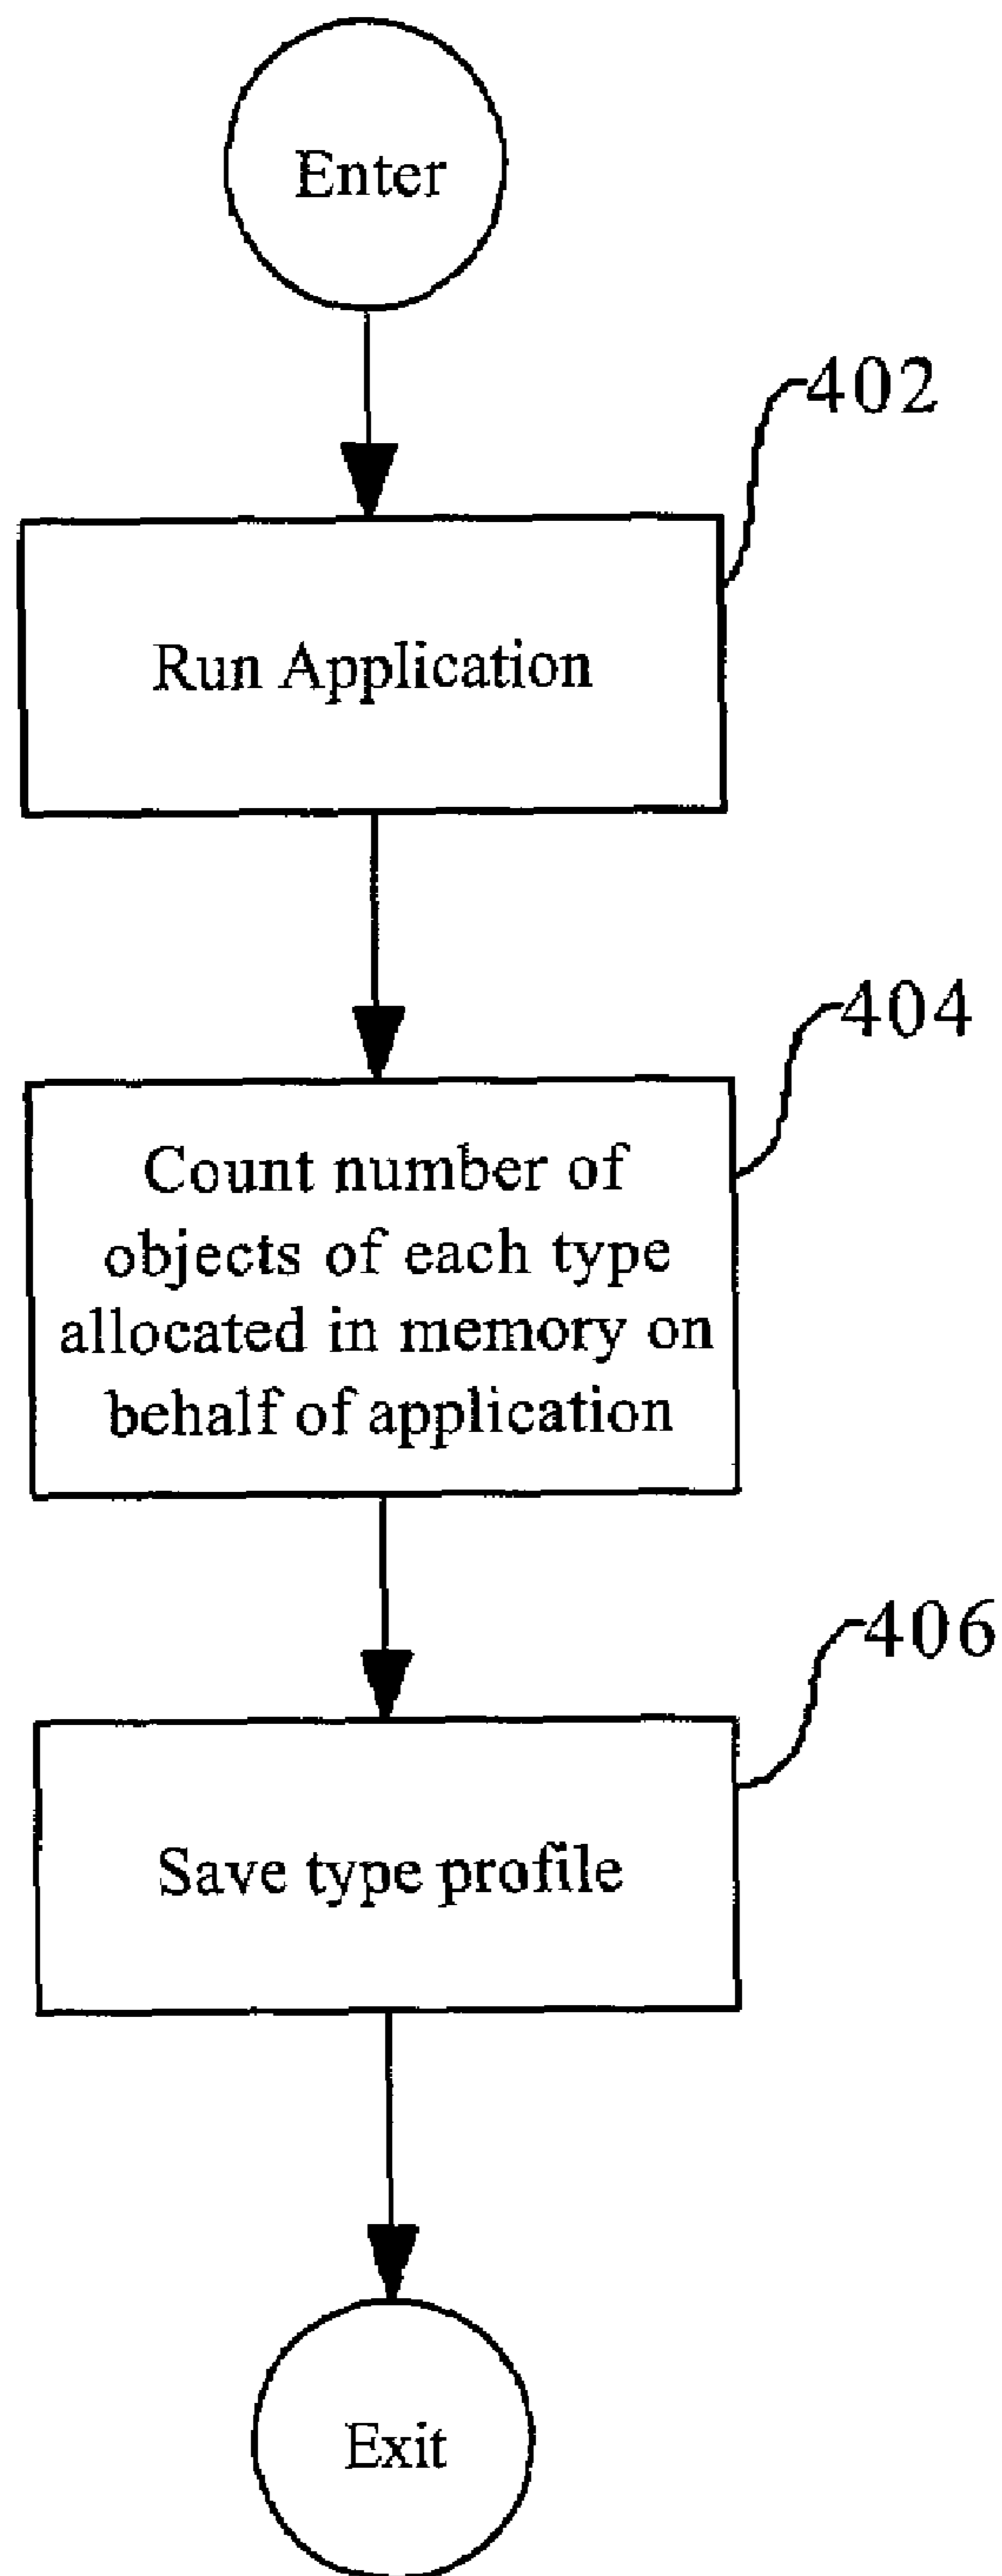 Enter
402
Run Application
404
Count number of
objects of each type
allocated in memory on
behalf of application
406
Save type profile
Exit